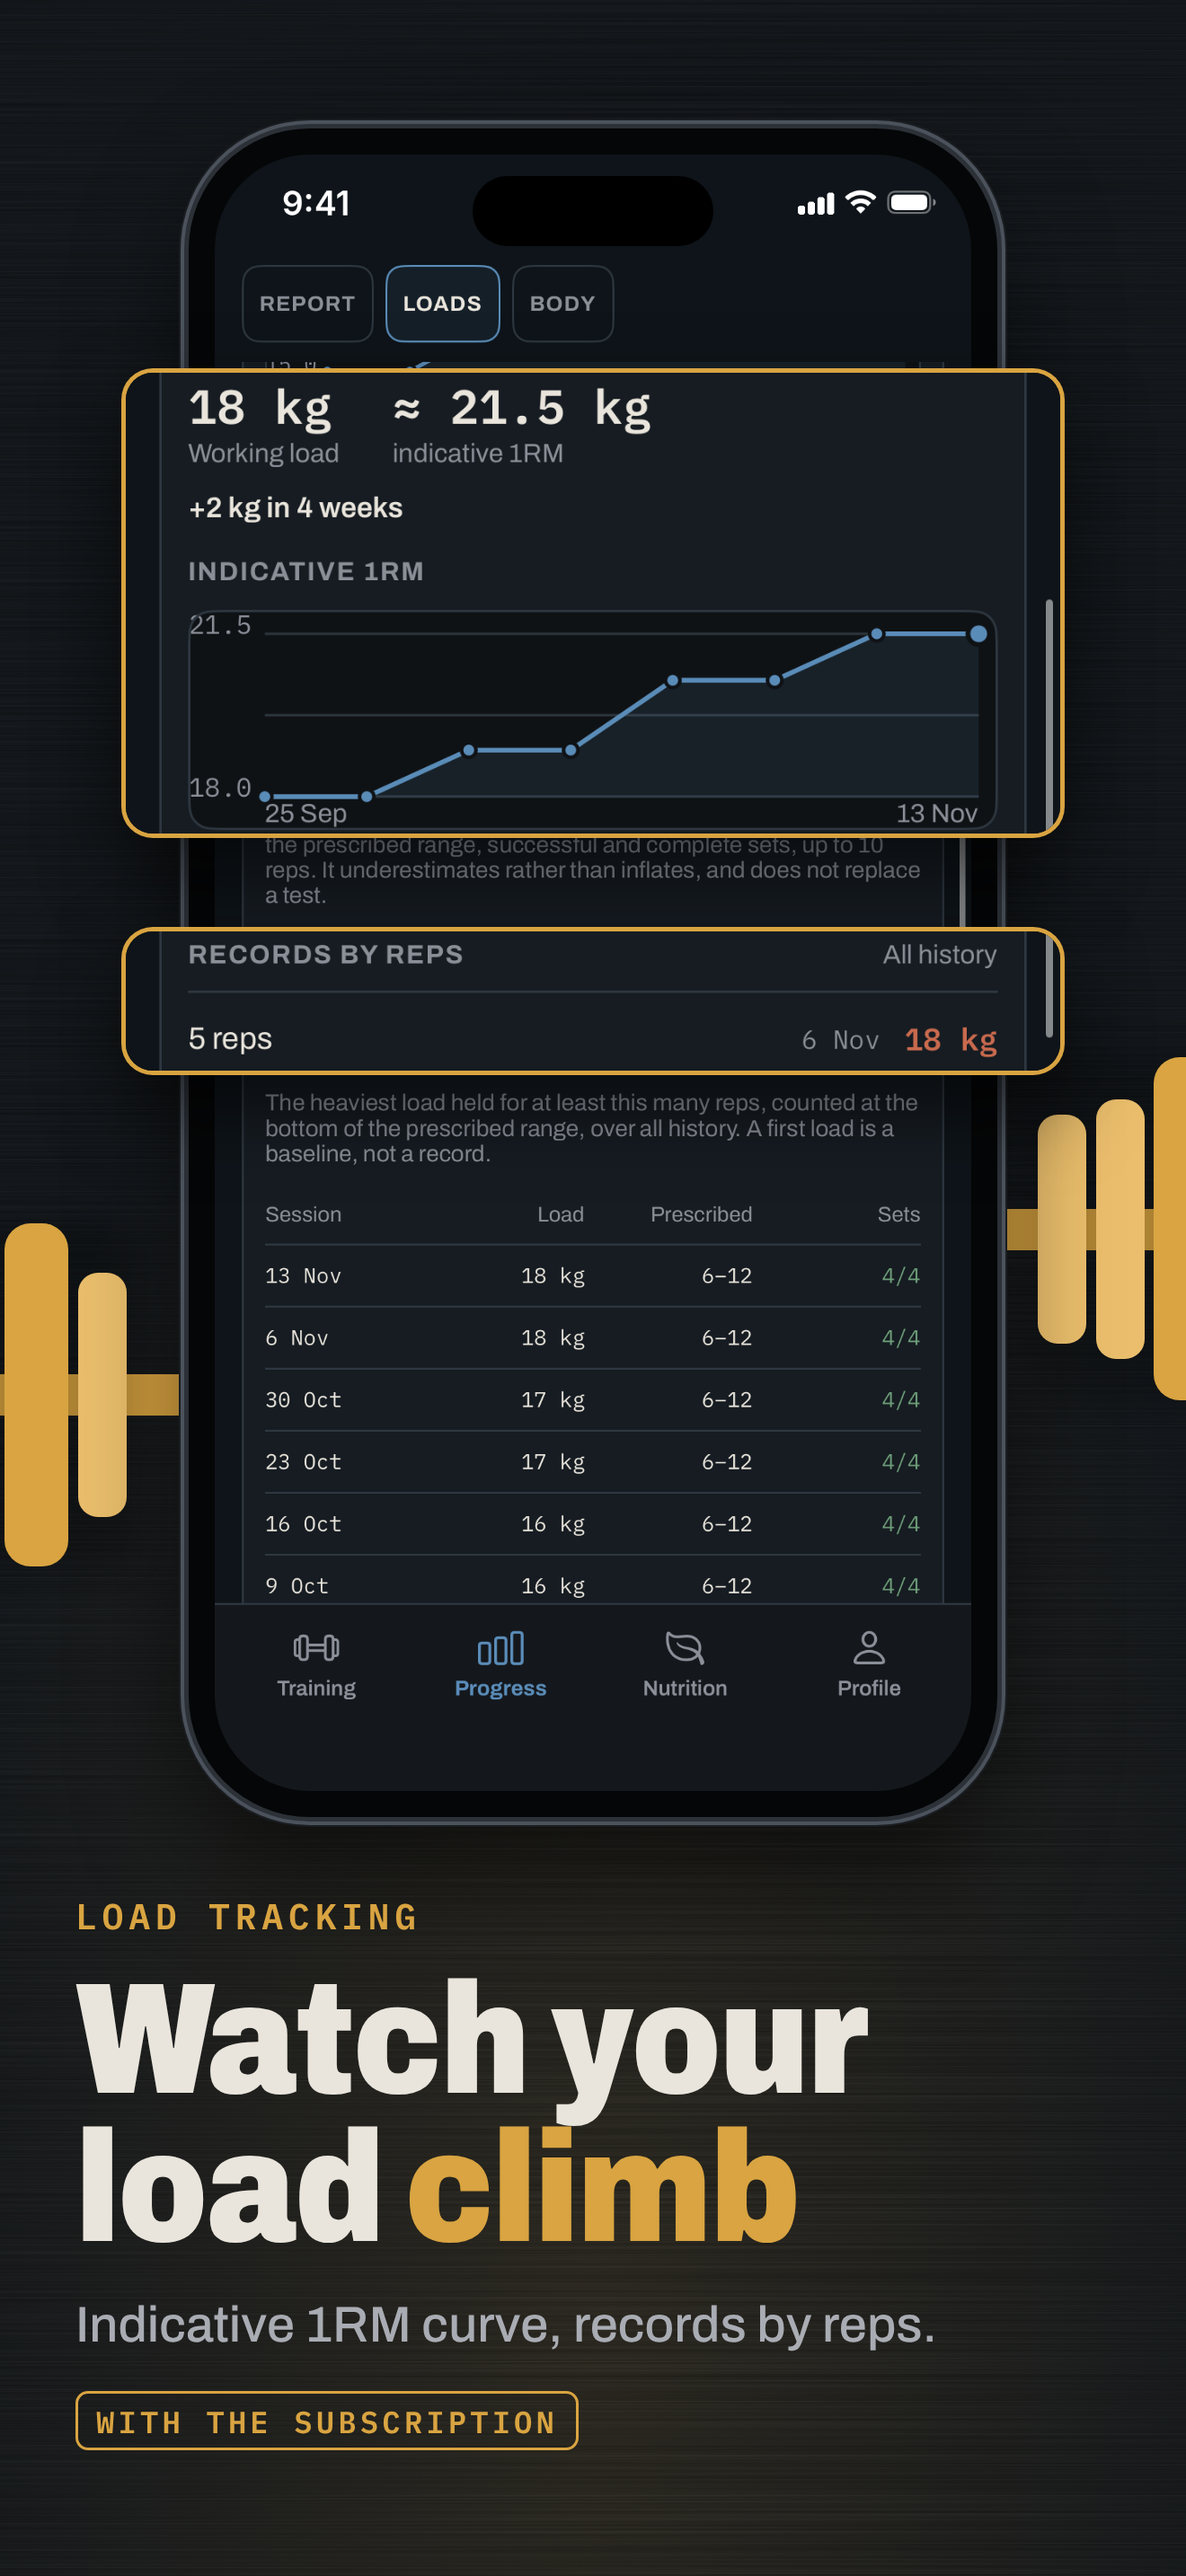 9:41
REPORT LOADS BODY
18 kg ≈ 21.5 kg
Working load indicative 1RM
+2 kg in 4 weeks
INDICATIVE 1RM
21.5
18.0
25 Sep 13 Nov
the prescribed range, successful and complete sets, up to 10
reps. It underestimates rather than inflates, and does not replace
a test.
RECORDS BY REPS All history
5 reps 6 Nov 18 kg
The heaviest load held for at least this many reps, counted at the
bottom of the prescribed range, over all history. A first load is a
baseline, not a record.
Session Load Prescribed Sets
13 Nov 18 kg 6–12 4/4
6 Nov 18 kg 6–12 4/4
30 Oct 17 kg 6–12 4/4
23 Oct 17 kg 6–12 4/4
16 Oct 16 kg 6–12 4/4
9 Oct 16 kg 6–12 4/4
Training Progress Nutrition Profile
LOAD TRACKING
Watch your
load climb
Indicative 1RM curve, records by reps.
WITH THE SUBSCRIPTION